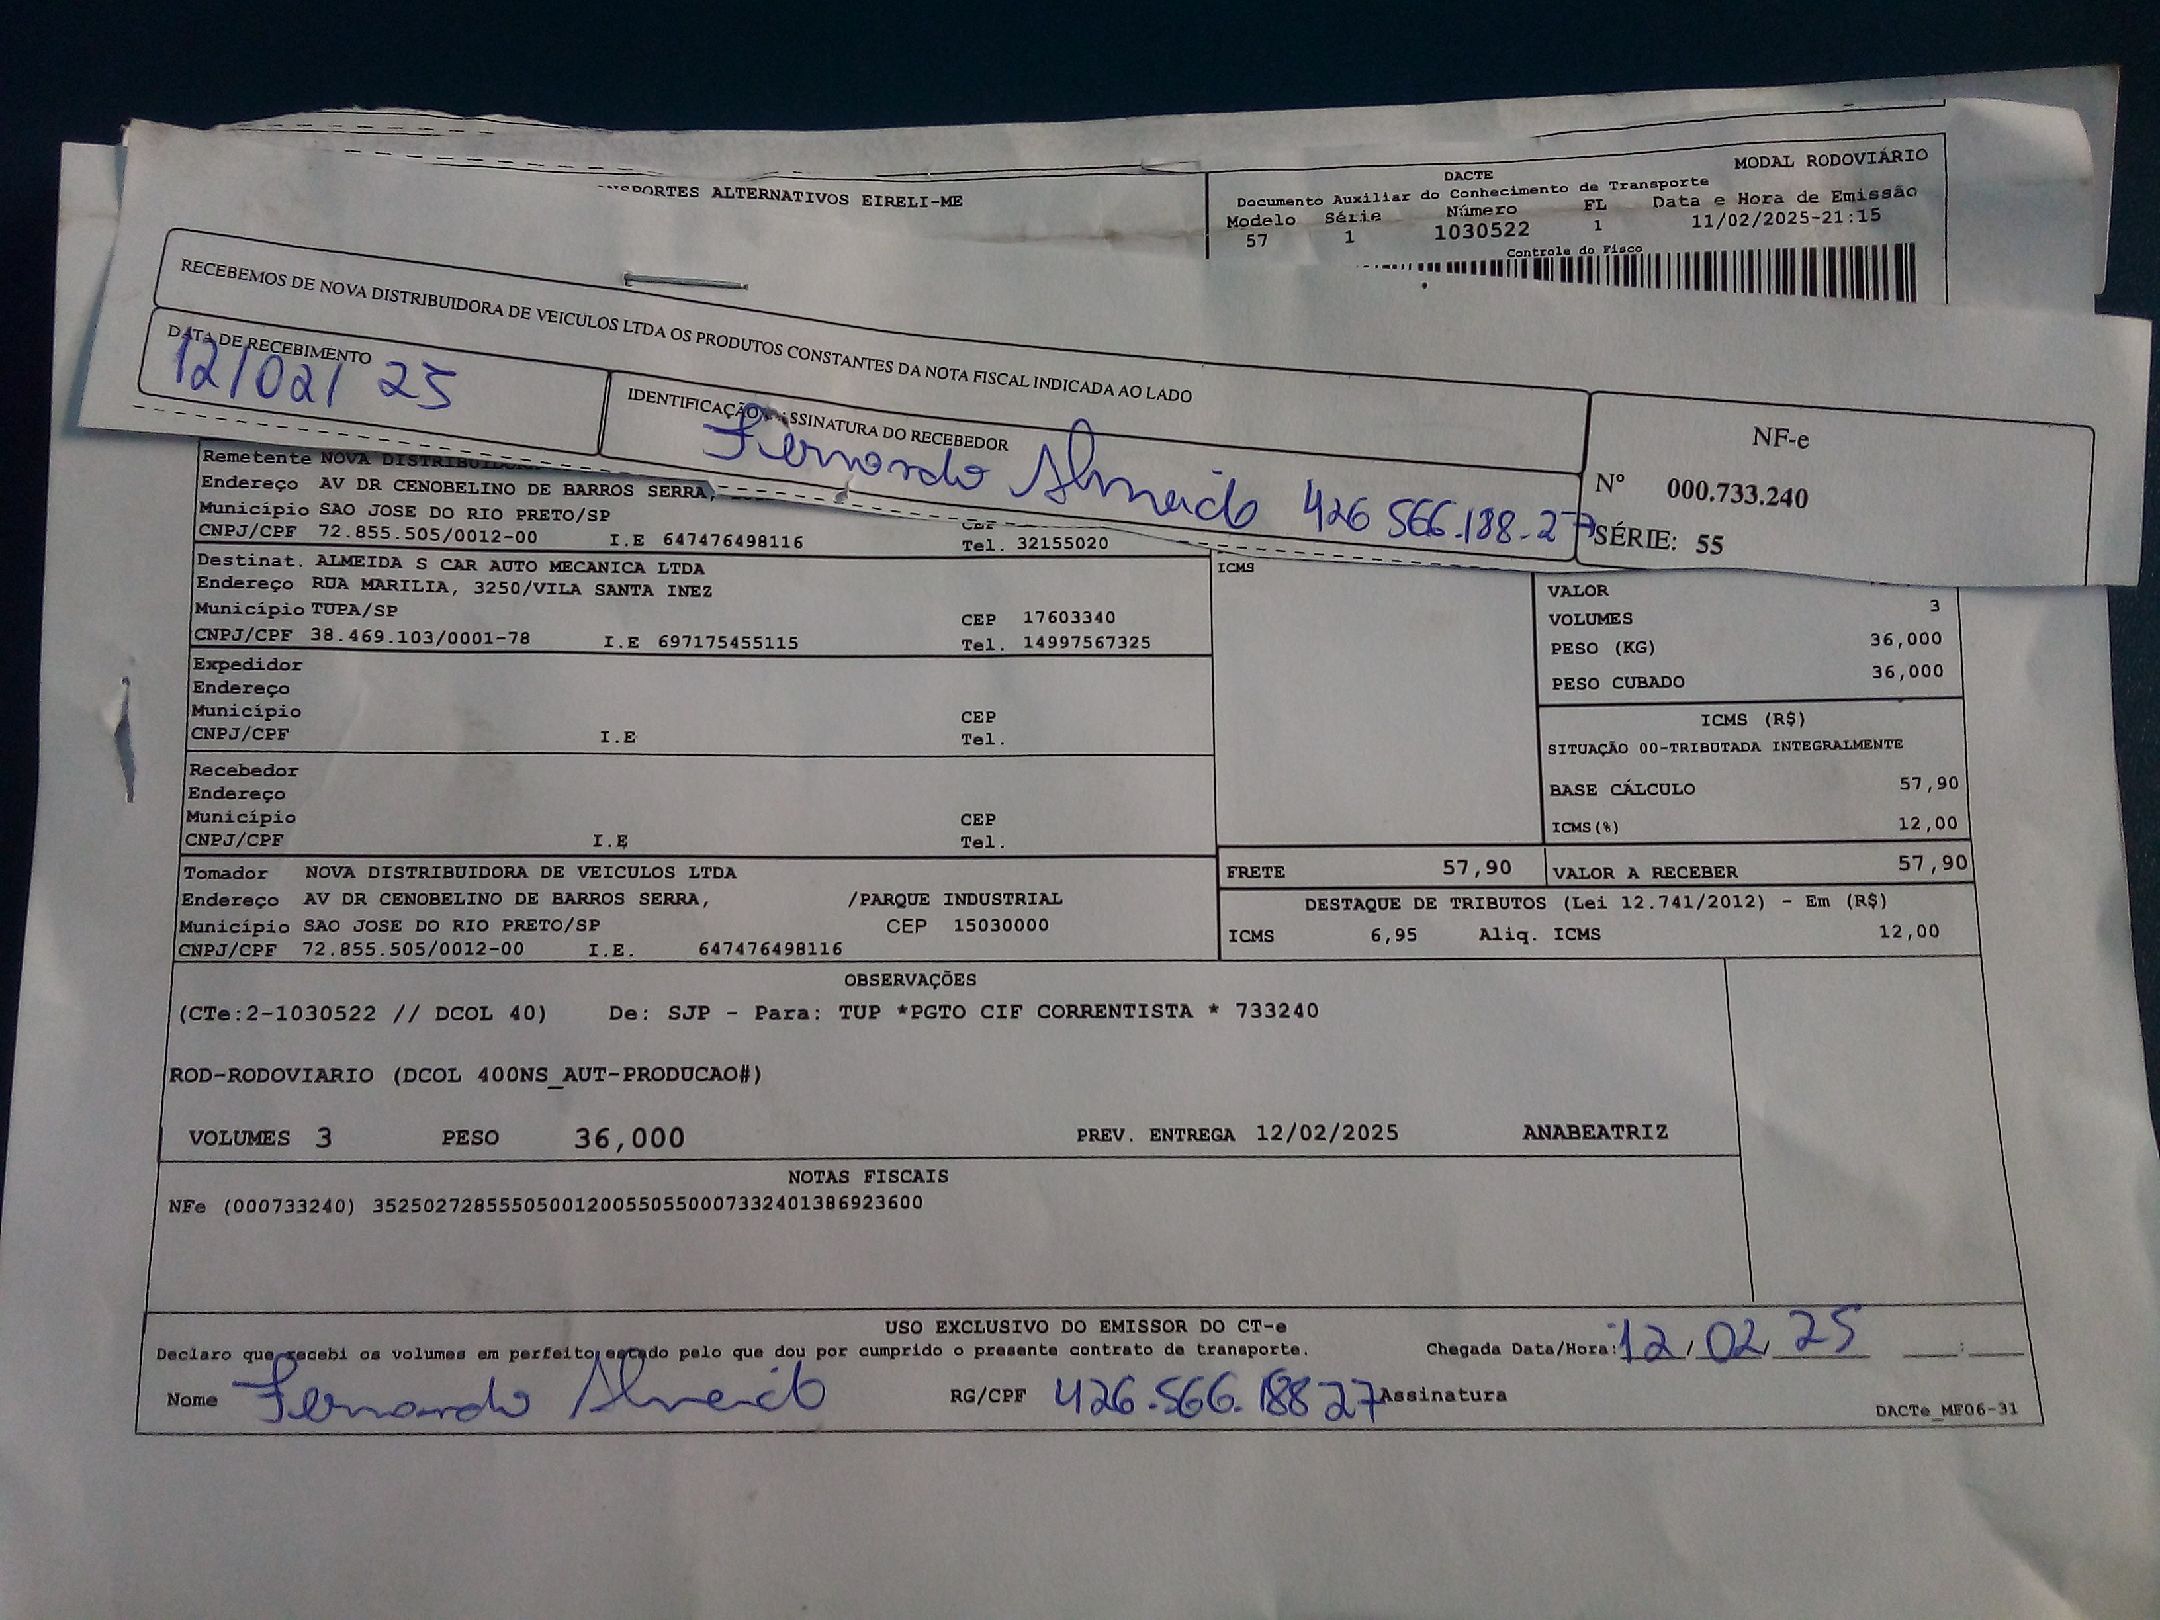 TRANSPORTES ALTERNATIVOS EIRELI-ME
DACTE
MODAL RODOVIÁRIO
Documento Auxiliar do Conhecimento de Transporte
Modelo Série Número FL Data e Hora de Emissão
57 1 1030522 1 11/02/2025-21:15
Controle do Fisco
RECEBEMOS DE NOVA DISTRIBUIDORA DE VEICULOS LTDA OS PRODUTOS CONSTANTES DA NOTA FISCAL INDICADA AO LADO
DATA DE RECEBIMENTO
12/02/25
IDENTIFICAÇÃO ASSINATURA DO RECEBEDOR
Fernando Almeida 426 566.188-27
NF-e
Nº 000.733.240
SÉRIE: 55
Remetente NOVA DISTRIBUIDORA
Endereço AV DR CENOBELINO DE BARROS SERRA,
Município SAO JOSE DO RIO PRETO/SP CEP
CNPJ/CPF 72.855.505/0012-00 I.E 647476498116 Tel. 32155020
Destinat. ALMEIDA S CAR AUTO MECANICA LTDA
Endereço RUA MARILIA, 3250/VILA SANTA INEZ
Município TUPA/SP CEP 17603340
CNPJ/CPF 38.469.103/0001-78 I.E 697175455115 Tel. 14997567325
Expedidor
Endereço
Município CEP
CNPJ/CPF I.E Tel.
Recebedor
Endereço
Município CEP
CNPJ/CPF I.E Tel.
Tomador NOVA DISTRIBUIDORA DE VEICULOS LTDA
Endereço AV DR CENOBELINO DE BARROS SERRA, /PARQUE INDUSTRIAL
Município SAO JOSE DO RIO PRETO/SP CEP 15030000
CNPJ/CPF 72.855.505/0012-00 I.E. 647476498116
ICMS
VALOR
VOLUMES 3
PESO (KG) 36,000
PESO CUBADO 36,000
ICMS (R$)
SITUAÇÃO 00-TRIBUTADA INTEGRALMENTE
BASE CÁLCULO 57,90
ICMS(%) 12,00
FRETE 57,90 VALOR A RECEBER 57,90
DESTAQUE DE TRIBUTOS (Lei 12.741/2012) - Em (R$)
ICMS 6,95 Aliq. ICMS 12,00
OBSERVAÇÕES
(CTe:2-1030522 // DCOL 40) De: SJP - Para: TUP *PGTO CIF CORRENTISTA * 733240
ROD-RODOVIARIO (DCOL 400NS_AUT-PRODUCAO#)
VOLUMES 3 PESO 36,000 PREV. ENTREGA 12/02/2025 ANABEATRIZ
NOTAS FISCAIS
NFe (000733240) 35250272855505001200550550007332401386923600
USO EXCLUSIVO DO EMISSOR DO CT-e
Declaro que recebi os volumes em perfeito estado pelo que dou por cumprido o presente contrato de transporte. Chegada Data/Hora: 12/02/25 :
Nome Fernando Almeida RG/CPF 426.566.188 27 Assinatura
DACTe_MF06-31